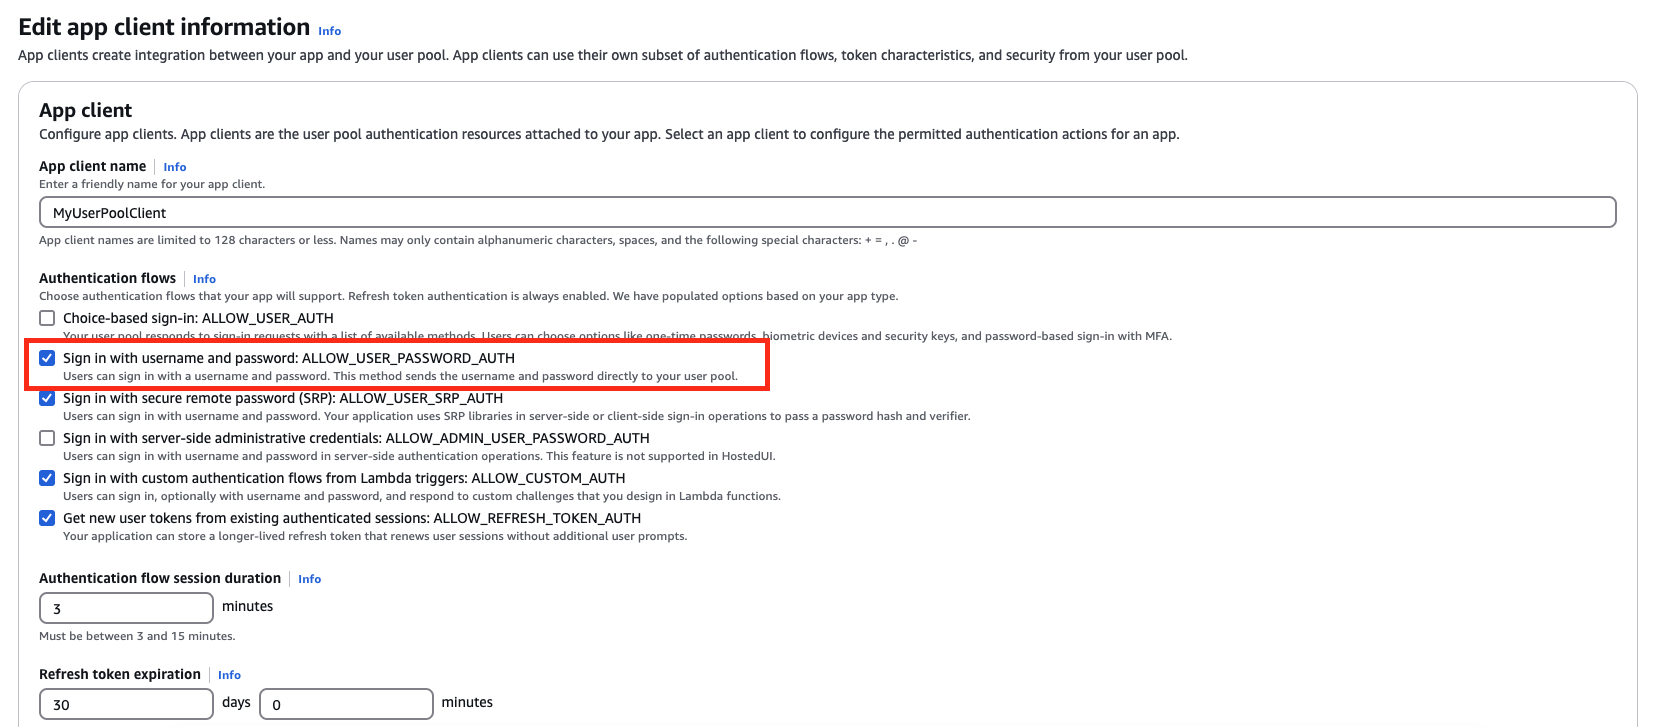 Edit app client information Info
App clients create integration between your app and your user pool. App clients can use their own subset of authentication flows, token characteristics, and security from your user pool.
App client
Configure app clients. App clients are the user pool authentication resources attached to your app. Select an app client to configure the permitted authentication actions for an app.
App client name Info
Enter a friendly name for your app client.
MyUserPoolClient
App client names are limited to 128 characters or less. Names may only contain alphanumeric characters, spaces, and the following special characters: + = , . @ -
Authentication flows Info
Choose authentication flows that your app will support. Refresh token authentication is always enabled. We have populated options based on your app type.
Choice-based sign-in: ALLOW_USER_AUTH
Your user pool responds to sign-in requests with a list of available methods. Users can choose options like one-time passwords, biometric devices and security keys, and password-based sign-in with MFA.
Sign in with username and password: ALLOW_USER_PASSWORD_AUTH
Users can sign in with a username and password. This method sends the username and password directly to your user pool.
Sign in with secure remote password (SRP): ALLOW_USER_SRP_AUTH
Users can sign in with username and password. Your application uses SRP libraries in server-side or client-side sign-in operations to pass a password hash and verifier.
Sign in with server-side administrative credentials: ALLOW_ADMIN_USER_PASSWORD_AUTH
Users can sign in with username and password in server-side authentication operations. This feature is not supported in HostedUI.
Sign in with custom authentication flows from Lambda triggers: ALLOW_CUSTOM_AUTH
Users can sign in, optionally with username and password, and respond to custom challenges that you design in Lambda functions.
Get new user tokens from existing authenticated sessions: ALLOW_REFRESH_TOKEN_AUTH
Your application can store a longer-lived refresh token that renews user sessions without additional user prompts.
Authentication flow session duration Info
3 minutes
Must be between 3 and 15 minutes.
Refresh token expiration Info
30 days 0 minutes